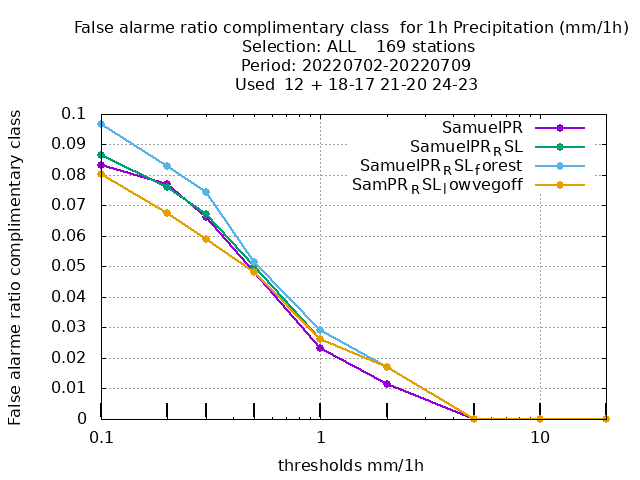 False alarme ratio complimentary class  for 1h Precipitation (mm/1h)
Selection: ALL    169 stations
Period: 20220702-20220709
Used  12 + 18-17 21-20 24-23
SamuelPR
SamuelPR_RSL
SamuelPR_RSL_forest
SamPR_RSL_lowvegoff
False alarme ratio complimentary class
0.1
0.09
0.08
0.07
0.06
0.05
0.04
0.03
0.02
0.01
0
0.1
1
10
thresholds mm/1h